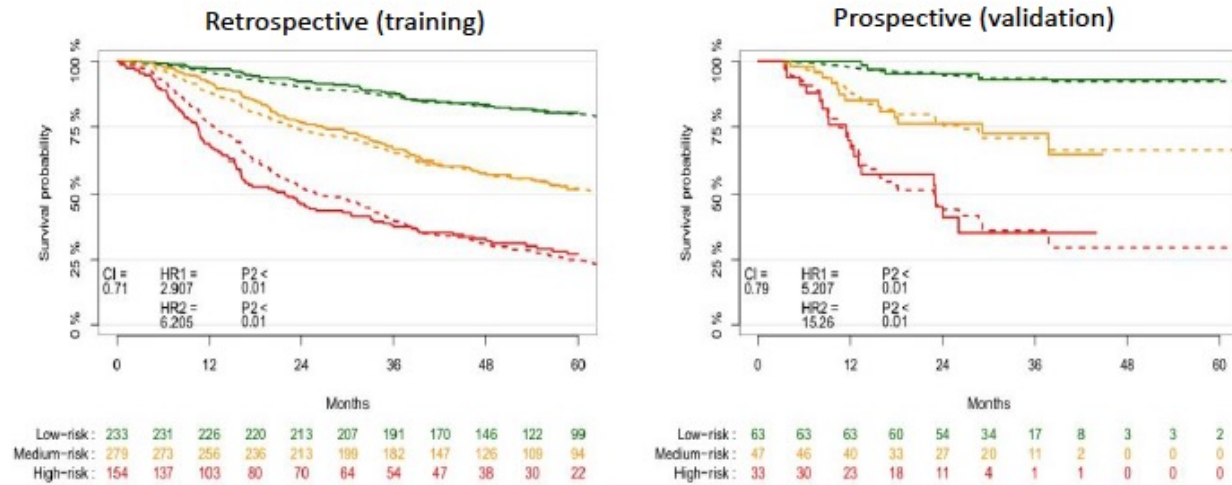 Retrospective (training)
Survival probability
100 %
75 %
50 %
25 %
0 %
CI =
0.71
HR1 =
2.907
P2 <
0.01
HR2 =
6.205
P2 <
0.01
0 12 24 36 48 60
Months
Low-risk : 233 231 226 220 213 207 191 170 146 122 99
Medium-risk : 279 273 256 236 213 199 182 147 126 109 94
High-risk : 154 137 103 80 70 64 54 47 38 30 22
Prospective (validation)
Survival probability
100 %
75 %
50 %
25 %
0 %
CI =
0.79
HR1 =
5.207
P2 <
0.01
HR2 =
15.26
P2 <
0.01
0 12 24 36 48 60
Months
Low-risk : 63 63 63 60 54 34 17 8 3 3 2
Medium-risk : 47 46 40 33 27 20 11 2 0 0 0
High-risk : 33 30 23 18 11 4 1 1 0 0 0